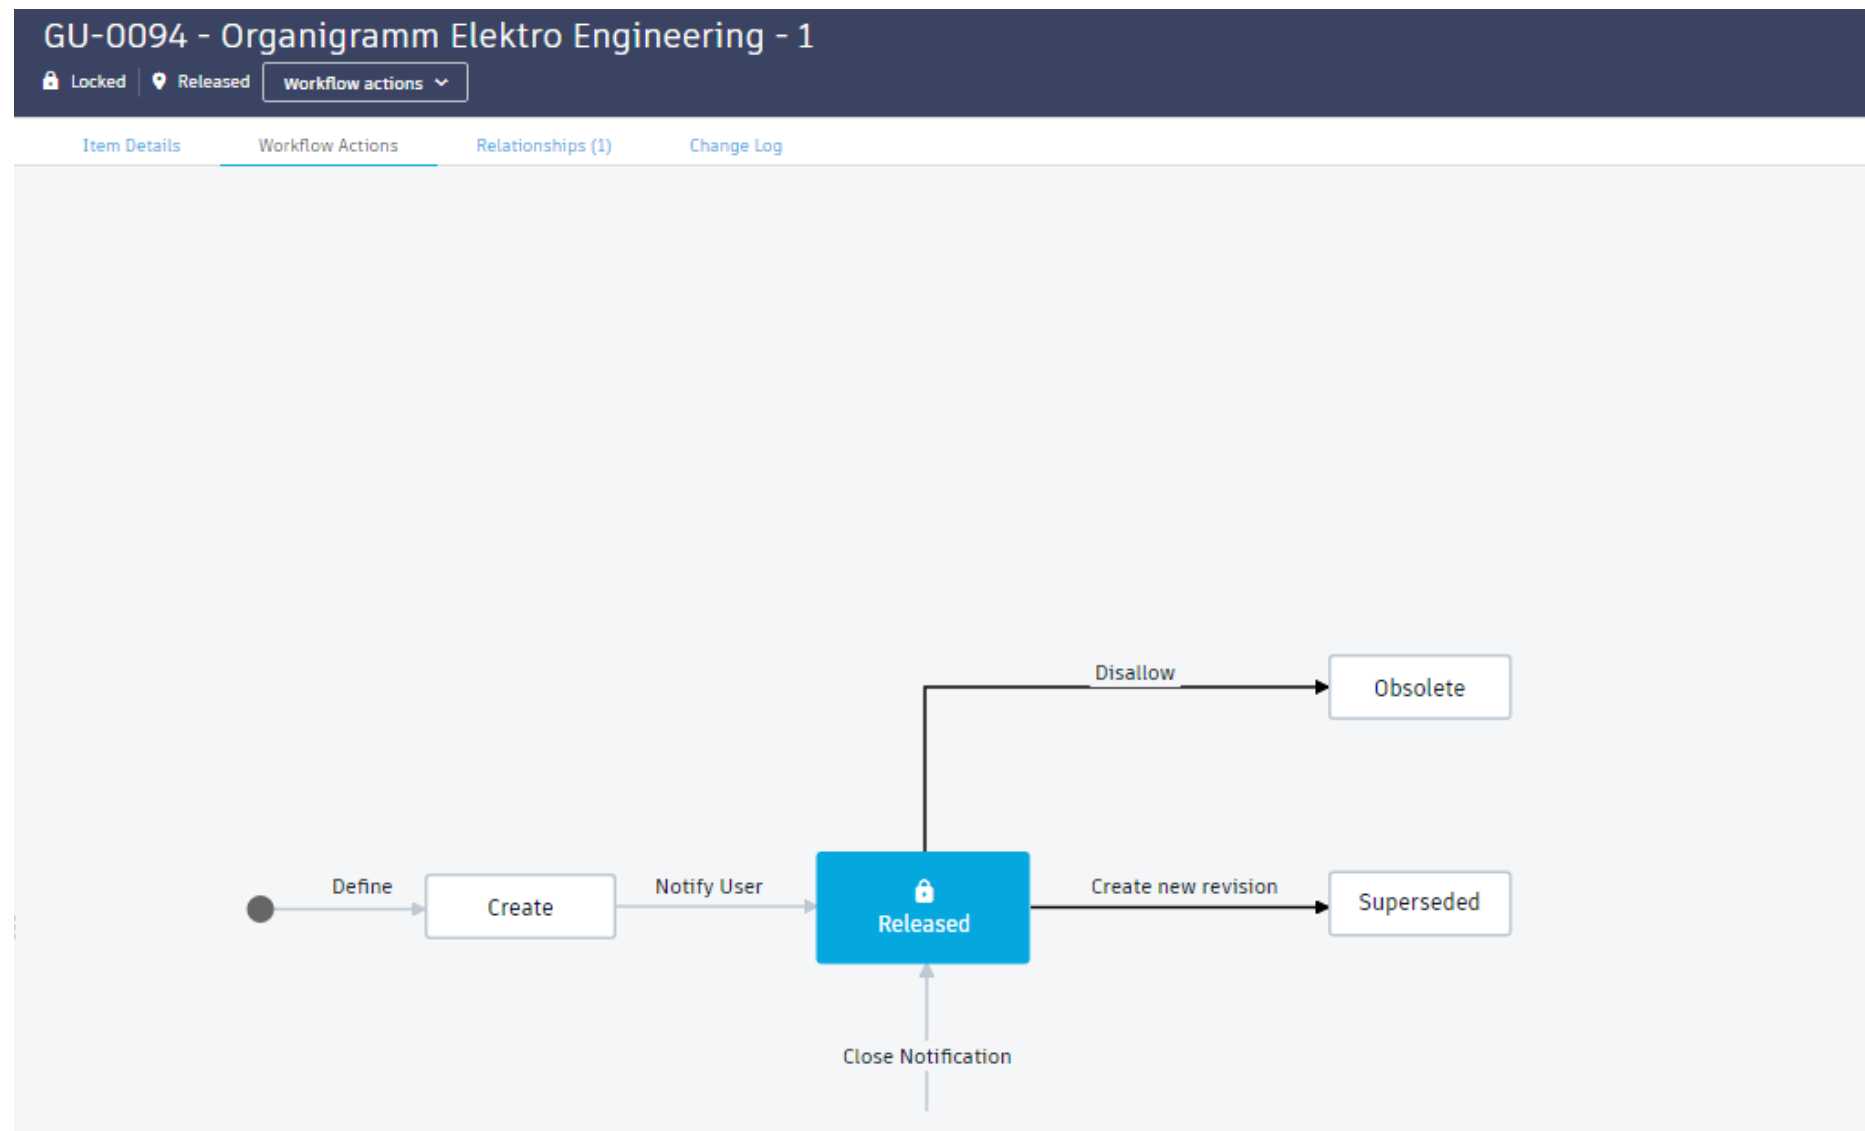 GU-0094 - Organigramm Elektro Engineering - 1
Locked Released Workflow actions
Item Details Workflow Actions Relationships (1) Change Log
Disallow
Obsolete
Define
Create
Notify User
Released
Create new revision
Superseded
Close Notification